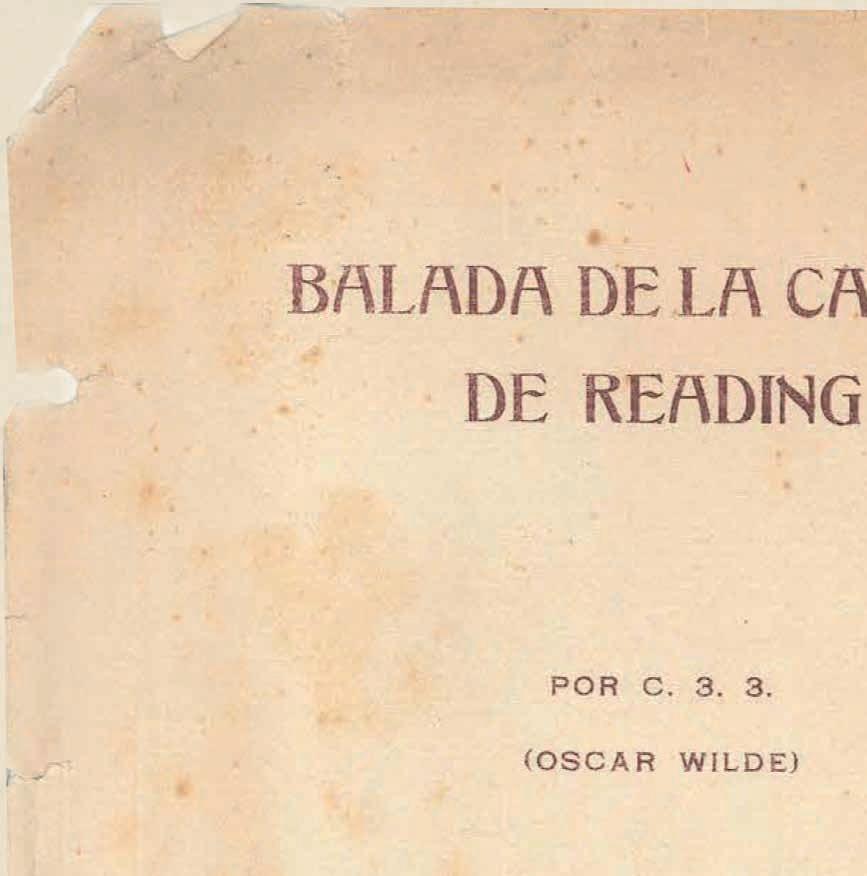 BALADA DE LA CA
DE READING
POR C. 3. 3.
(OSCAR WILDE)